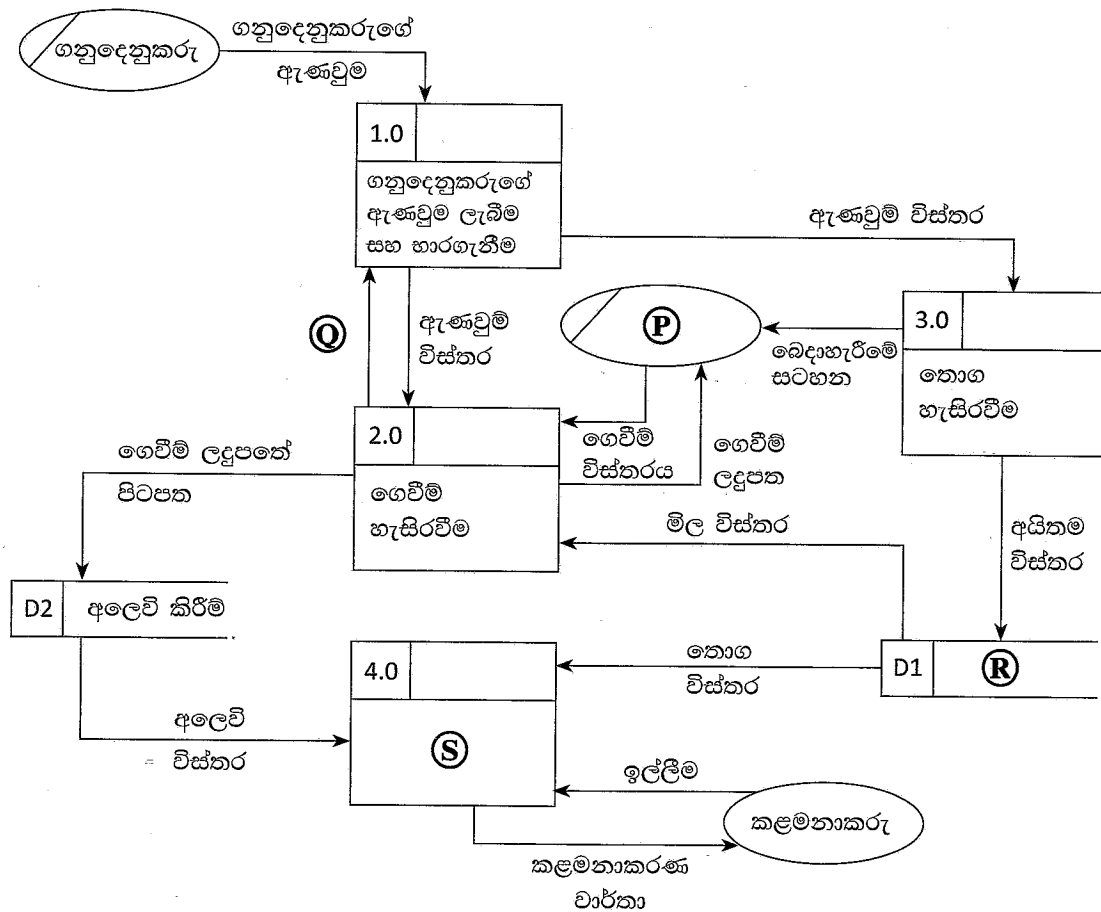 ගනුදෙනුකරුගේ
ඇණවුම
ගනුදෙනුකරු
1.0
ගනුදෙනුකරුගේ
ඇණවුම ලැබීම
සහ භාරගැනීම
ඇණවුම් විස්තර
Q
ඇණවුම්
විස්තර
P
3.0
බෙදාහැරීමේ
සටහන
තොග
හැසිරවීම
2.0
ගෙවීම්
විස්තරය
ගෙවීම්
ලදුපත
ගෙවීම් ලදුපතේ
පිටපත
ගෙවීම්
හැසිරවීම
මිල විස්තර
අයිතම
විස්තර
D2
අලෙවි කිරීම්
4.0
තොග
විස්තර
D1
R
අලෙවි
විස්තර
S
ඉල්ලීම
කළමනාකරු
කළමනාකරණ
වාර්තා